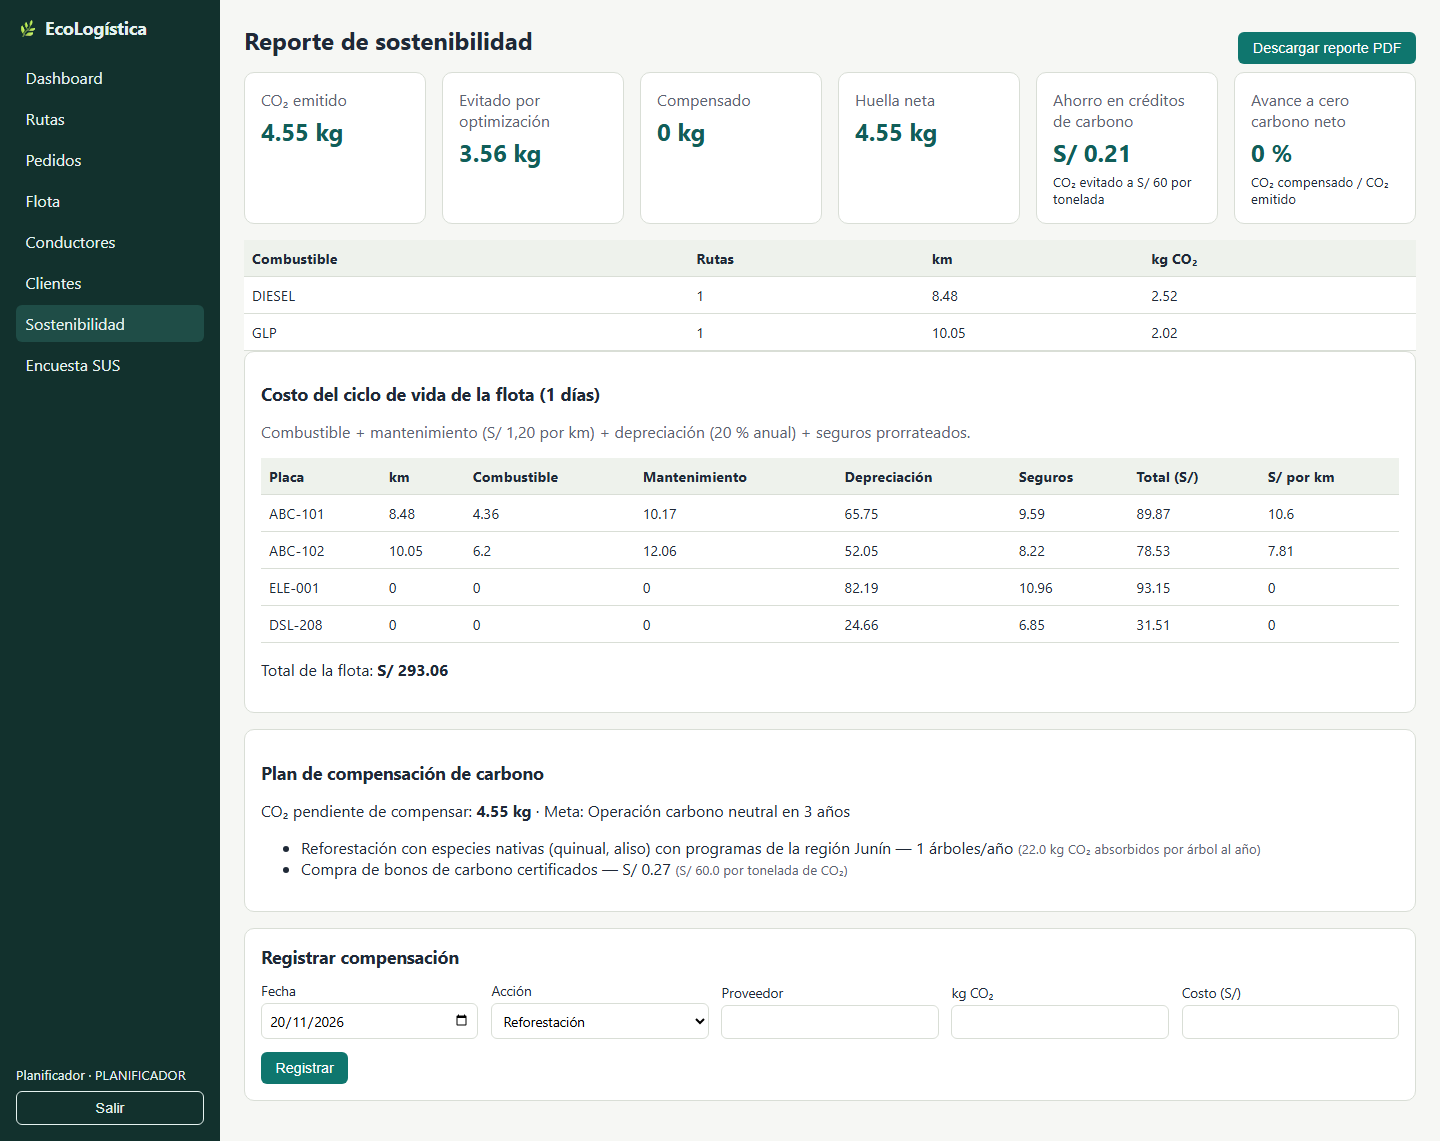 EcoLogística
Dashboard
Rutas
Pedidos
Flota
Conductores
Clientes
Sostenibilidad
Encuesta SUS
Planificador · PLANIFICADOR
Salir
Reporte de sostenibilidad
Descargar reporte PDF
CO₂ emitido
4.55 kg
Evitado por
optimización
3.56 kg
Compensado
0 kg
Huella neta
4.55 kg
Ahorro en créditos
de carbono
S/ 0.21
CO₂ evitado a S/ 60 por
tonelada
Avance a cero
carbono neto
0 %
CO₂ compensado / CO₂
emitido
Combustible Rutas km kg CO₂
DIESEL 1 8.48 2.52
GLP 1 10.05 2.02
Costo del ciclo de vida de la flota (1 días)
Combustible + mantenimiento (S/ 1,20 por km) + depreciación (20 % anual) + seguros prorrateados.
Placa km Combustible Mantenimiento Depreciación Seguros Total (S/) S/ por km
ABC-101 8.48 4.36 10.17 65.75 9.59 89.87 10.6
ABC-102 10.05 6.2 12.06 52.05 8.22 78.53 7.81
ELE-001 0 0 0 82.19 10.96 93.15 0
DSL-208 0 0 0 24.66 6.85 31.51 0
Total de la flota: S/ 293.06
Plan de compensación de carbono
CO₂ pendiente de compensar: 4.55 kg · Meta: Operación carbono neutral en 3 años
• Reforestación con especies nativas (quinual, aliso) con programas de la región Junín — 1 árboles/año (22.0 kg CO₂ absorbidos por árbol al año)
• Compra de bonos de carbono certificados — S/ 0.27 (S/ 60.0 por tonelada de CO₂)
Registrar compensación
Fecha Acción Proveedor kg CO₂ Costo (S/)
20/11/2026 Reforestación
Registrar